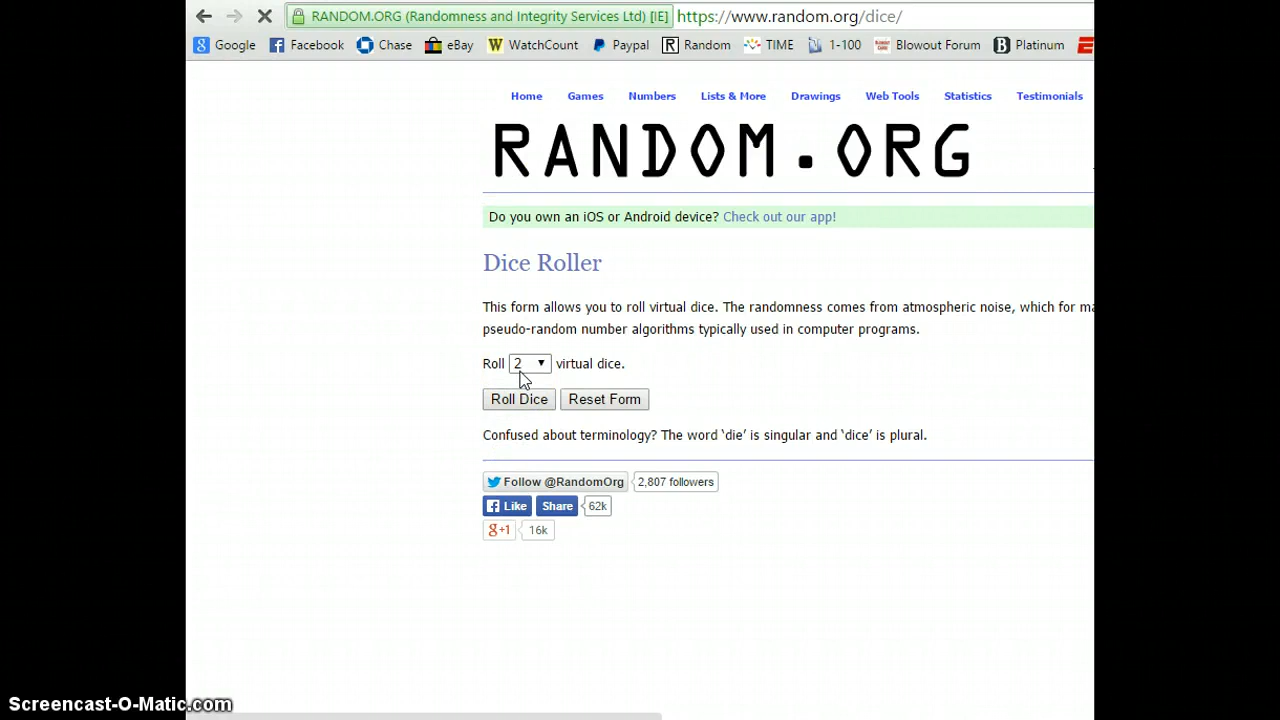 RANDOM.ORG (Randomness and Integrity Services Ltd) [IE] https://www.random.org/dice/
Google Facebook Chase eBay WatchCount Paypal Random TIME 1-100 Blowout Forum Platinum
Home Games Numbers Lists & More Drawings Web Tools Statistics Testimonials
RANDOM.ORG
Do you own an iOS or Android device? Check out our app!
Dice Roller
This form allows you to roll virtual dice. The randomness comes from atmospheric noise, which for
pseudo-random number algorithms typically used in computer programs.
Roll 2 virtual dice.
Roll Dice Reset Form
Confused about terminology? The word ‘die’ is singular and ‘dice’ is plural.
Follow @RandomOrg 2,807 followers
Like Share 62k
g+1 16k
Screencast-O-Matic.com